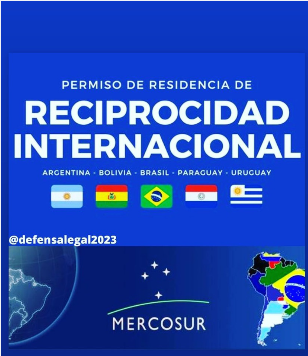 PERMISO DE RESIDENCIA DE
RECIPROCIDAD
INTERNACIONAL
ARGENTINA - BOLIVIA - BRASIL - PARAGUAY - URUGUAY
@defensalegal2023
MERCOSUR